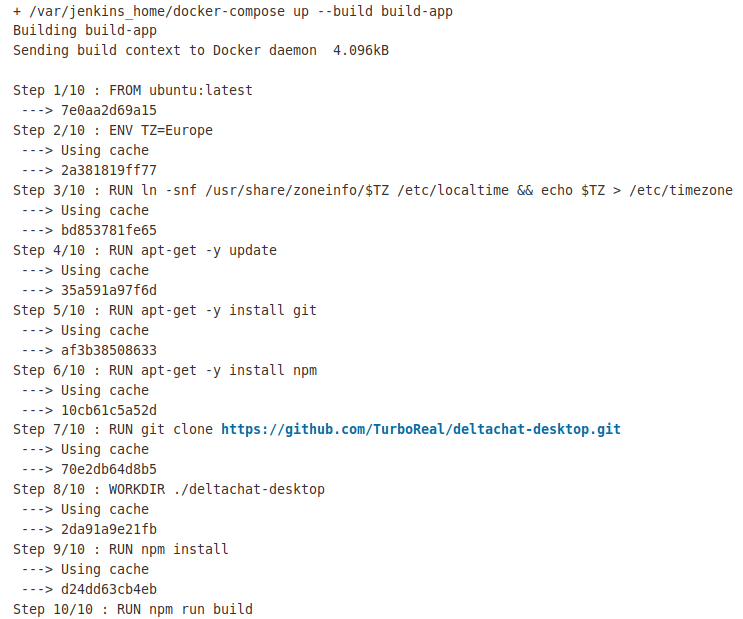 + /var/jenkins_home/docker-compose up --build build-app
Building build-app
Sending build context to Docker daemon  4.096kB
Step 1/10 : FROM ubuntu:latest
 ---> 7e0aa2d69a15
Step 2/10 : ENV TZ=Europe
 ---> Using cache
 ---> 2a381819ff77
Step 3/10 : RUN ln -snf /usr/share/zoneinfo/$TZ /etc/localtime && echo $TZ > /etc/timezone
 ---> Using cache
 ---> bd853781fe65
Step 4/10 : RUN apt-get -y update
 ---> Using cache
 ---> 35a591a97f6d
Step 5/10 : RUN apt-get -y install git
 ---> Using cache
 ---> af3b38508633
Step 6/10 : RUN apt-get -y install npm
 ---> Using cache
 ---> 10cb61c5a52d
Step 7/10 : RUN git clone https://github.com/TurboReal/deltachat-desktop.git
 ---> Using cache
 ---> 70e2db64d8b5
Step 8/10 : WORKDIR ./deltachat-desktop
 ---> Using cache
 ---> 2da91a9e21fb
Step 9/10 : RUN npm install
 ---> Using cache
 ---> d24dd63cb4eb
Step 10/10 : RUN npm run build